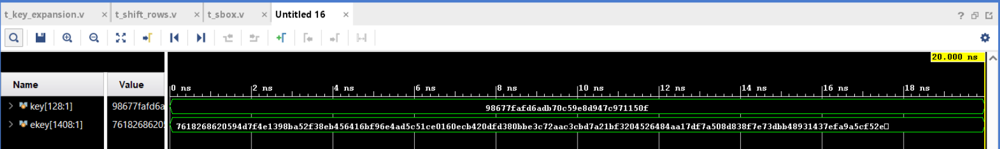 t_key_expansion.v × t_shift_rows.v × t_sbox.v × Untitled 16 × ?
20.000 ns
Name Value 0 ns 2 ns 4 ns 6 ns 8 ns 10 ns 12 ns 14 ns 16 ns 18 ns
key[128:1] 98677fafd6a 98677fafd6adb70c59e8d947c971150f
ekey[1408:1] 7618268620 7618268620594d7f4e1398ba52f38eb456416bf96e4ad5c51ce0160ecb420dfd380bbe3c72aac3cbd7a21bf3204526484aa17df7a508d838f7e73dbb48931437efa9a5cf52e